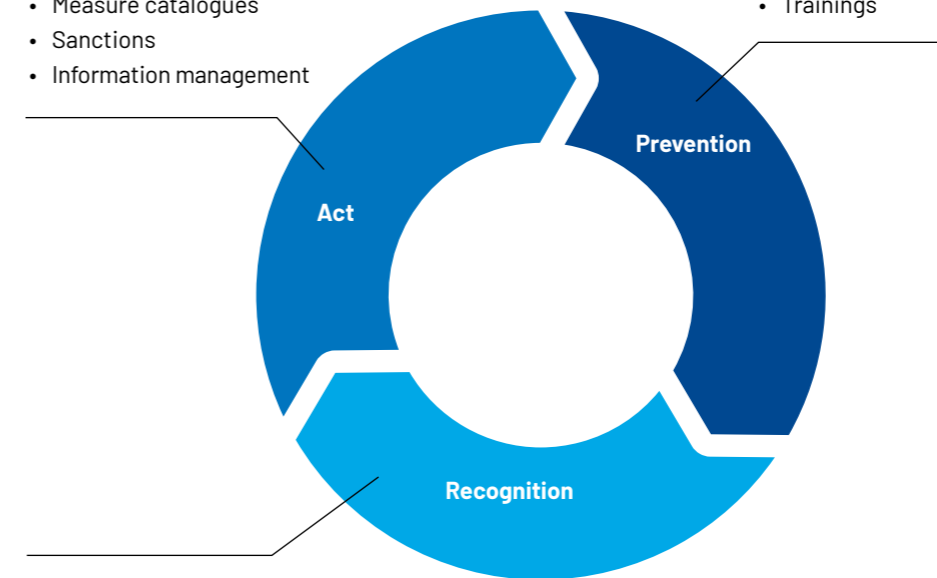 • Measure catalogues
• Sanctions
• Information management
• Trainings
Prevention
Act
Recognition